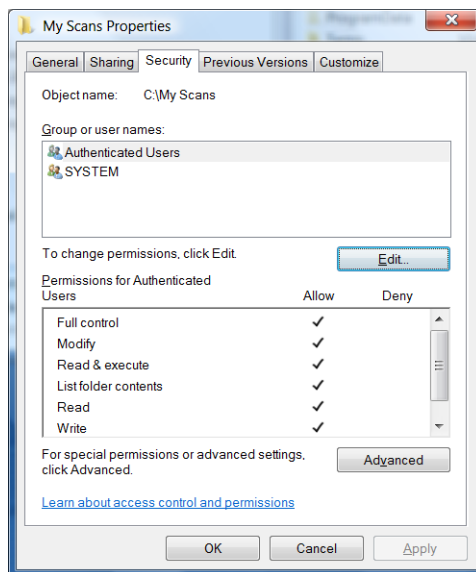 My Scans Properties
General Sharing Security Previous Versions Customize
Object name: C:\My Scans
Group or user names:
Authenticated Users
SYSTEM
To change permissions, click Edit. Edit...
Permissions for Authenticated
Users Allow Deny
Full control
Modify
Read & execute
List folder contents
Read
Write
For special permissions or advanced settings,
click Advanced. Advanced
Learn about access control and permissions
OK Cancel Apply